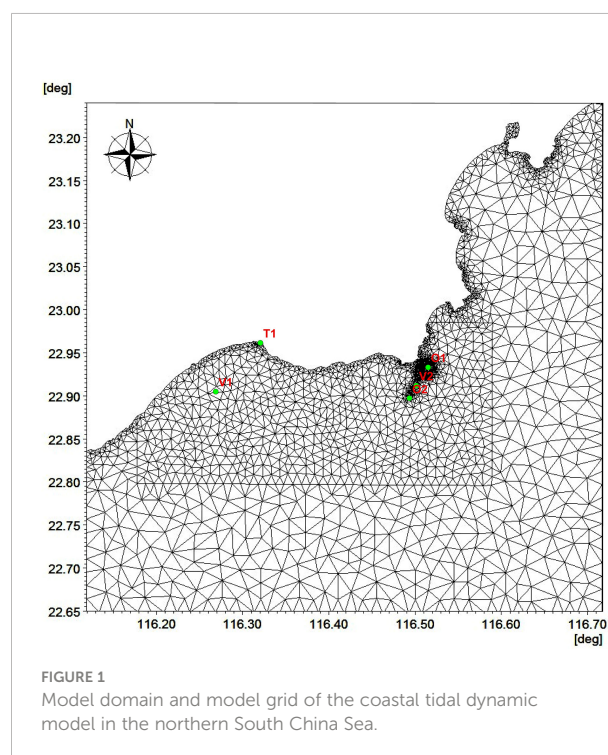 [deg]
N
23.20
23.15
23.10
23.05
23.00
22.95
22.90
22.85
22.80
22.75
22.70
22.65
T1
V1
V2
116.20 116.30 116.40 116.50 116.60 116.70
[deg]
FIGURE 1
Model domain and model grid of the coastal tidal dynamic
model in the northern South China Sea.